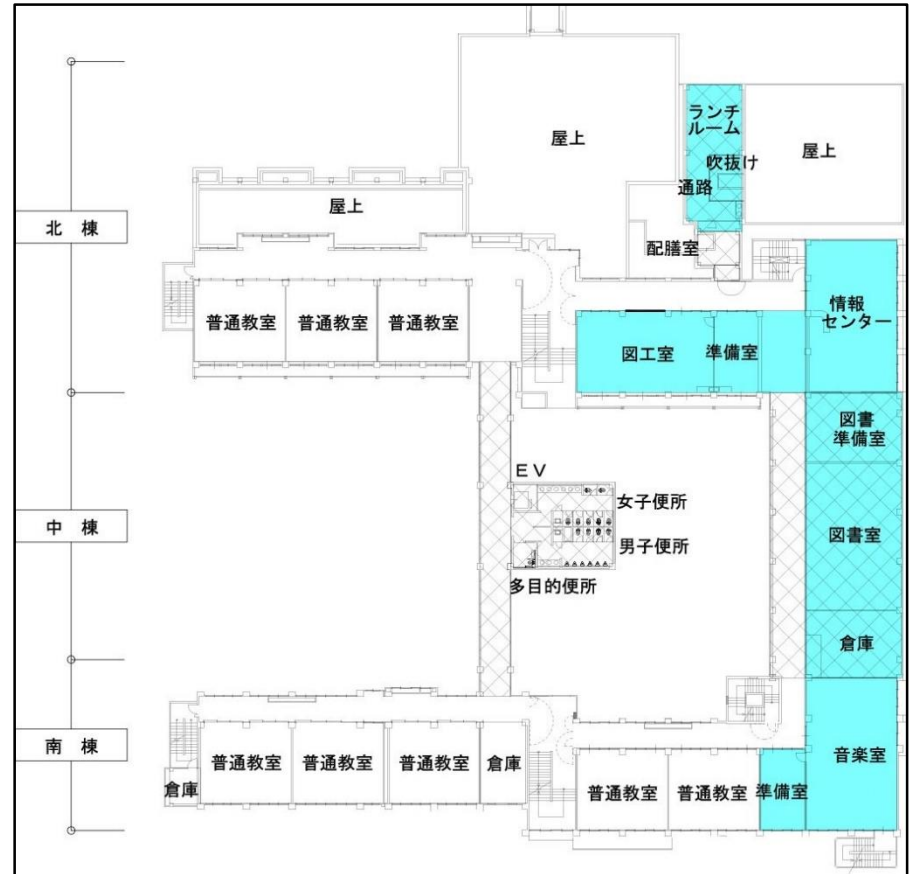 ランチ
ルーム
屋上
吹抜け
屋上
通路
屋上
北 棟
配膳室
情報
センター
普通教室
普通教室
普通教室
図工室
準備室
図書
準備室
EV
女子便所
中 棟
図書室
男子便所
多目的便所
倉庫
南 棟
音楽室
普通教室
普通教室
普通教室
倉庫
倉庫
普通教室
普通教室
準備室